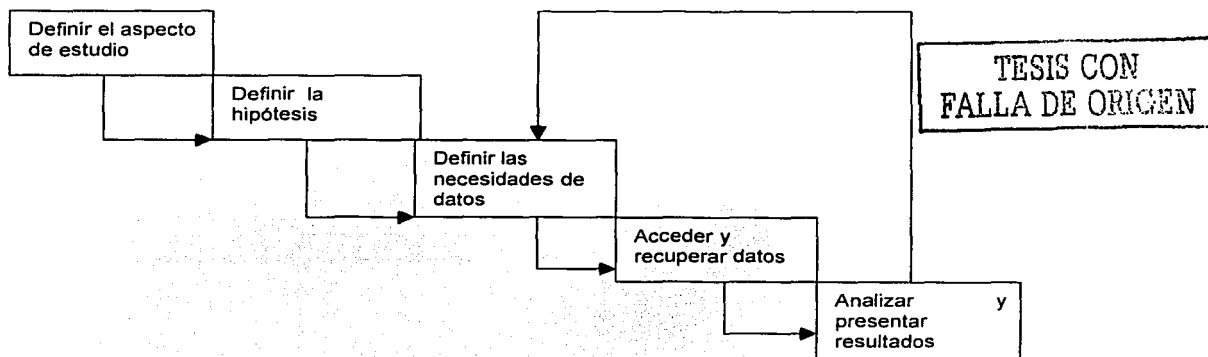 Definir el aspecto
de estudio
TESIS CON
FALLA DE ORIGEN
Definir la
hipótesis
Definir las
necesidades de
datos
Acceder y
recuperar datos
Analizar y
presentar
resultados